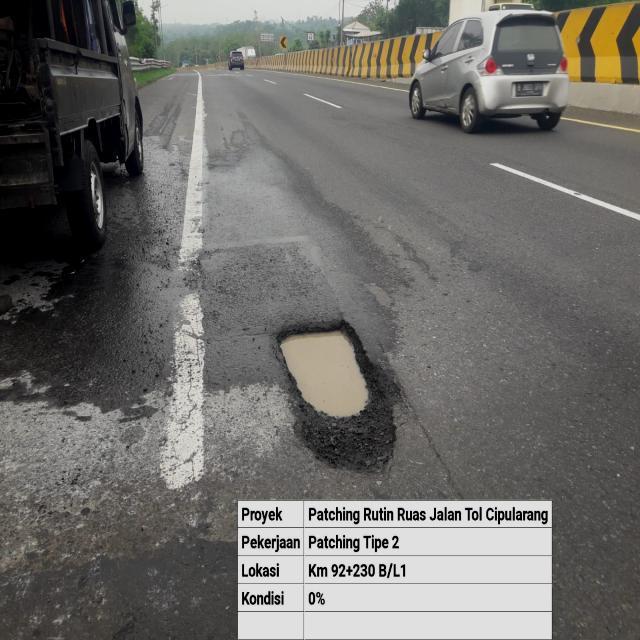 Proyek Patching Rutin Ruas Jalan Tol Cipularang
Pekerjaan Patching Tipe 2
Lokasi Km 92+230 B/L1
Kondisi 0%